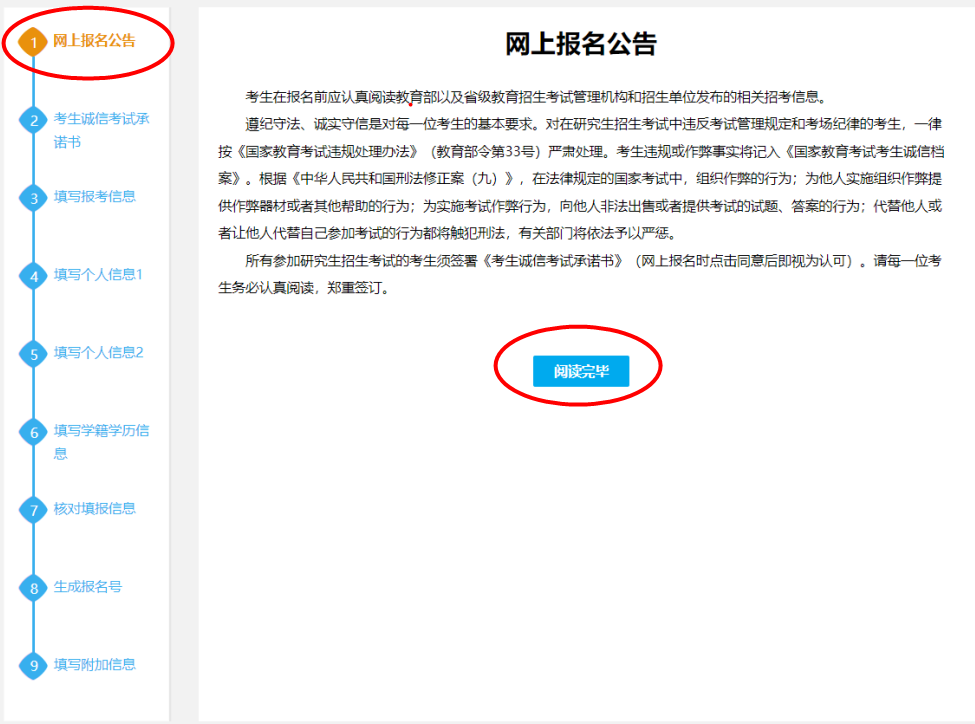 1 网上报名公告
2 考生诚信考试承
诺书
3 填写报考信息
4 填写个人信息1
5 填写个人信息2
6 填写学籍学历信
息
7 核对填报信息
8 生成报名号
9 填写附加信息
网上报名公告
考生在报名前应认真阅读教育部以及省级教育招生考试管理机构和招生单位发布的相关招考信息。
遵纪守法、诚实守信是对每一位考生的基本要求。对在研究生招生考试中违反考试管理规定和考场纪律的考生，一律
按《国家教育考试违规处理办法》（教育部令第33号）严肃处理。考生违规或作弊事实将记入《国家教育考试考生诚信档
案》。根据《中华人民共和国刑法修正案（九）》，在法律规定的国家考试中，组织作弊的行为；为他人实施组织作弊提
供作弊器材或者其他帮助的行为；为实施考试作弊行为，向他人非法出售或者提供考试的试题、答案的行为；代替他人或
者让他人代替自己参加考试的行为都将触犯刑法，有关部门将依法予以严惩。
所有参加研究生招生考试的考生须签署《考生诚信考试承诺书》（网上报名时点击同意后即视为认可）。请每一位考
生务必认真阅读，郑重签订。
阅读完毕